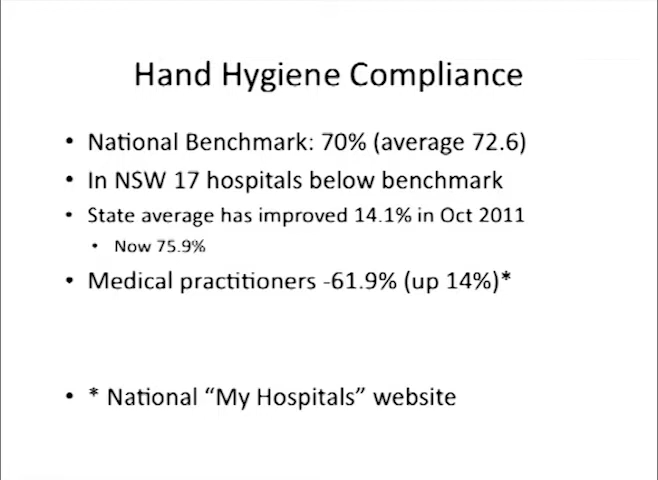 Hand Hygiene Compliance
• National Benchmark: 70% (average 72.6)
• In NSW 17 hospitals below benchmark
• State average has improved 14.1% in Oct 2011
• Now 75.9%
• Medical practitioners -61.9% (up 14%)*
• * National “My Hospitals” website